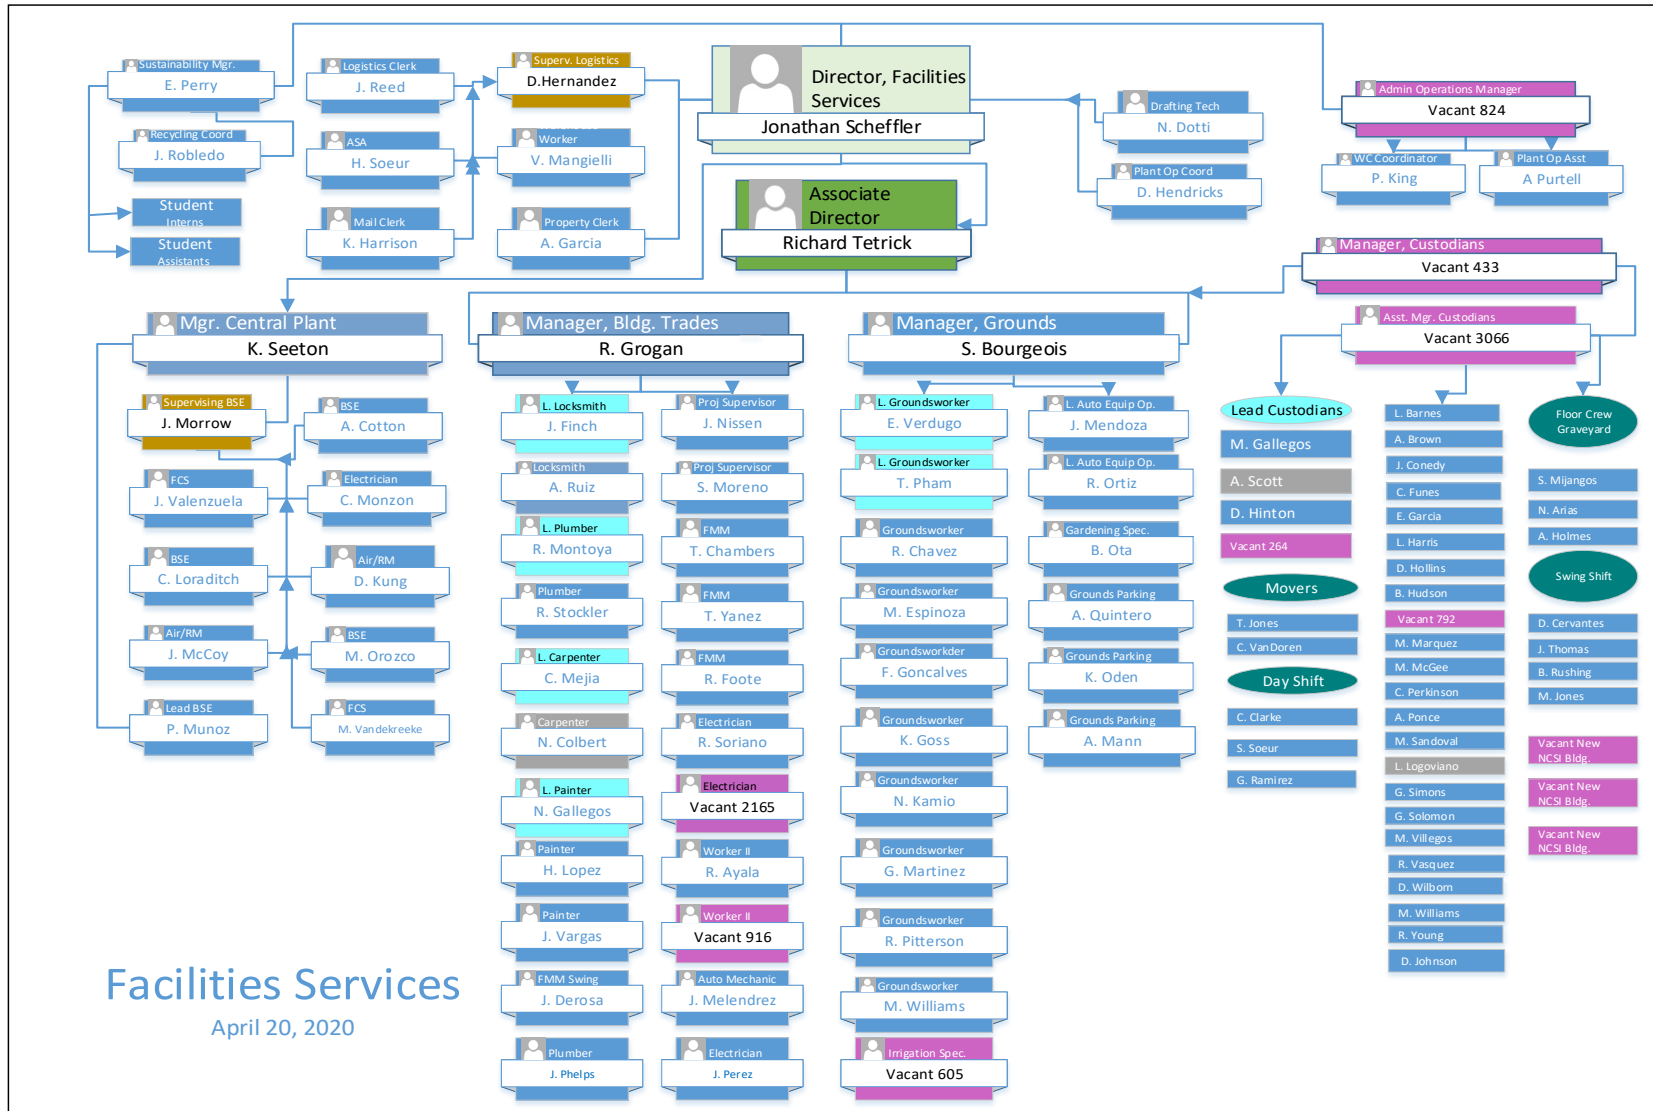 Sustainability Mgr.
E. Perry
Recycling Coord
J. Robledo
Student
Interns
Student
Assistants
Logistics Clerk
J. Reed
ASA
H. Soeur
Mail Clerk
K. Harrison
Superv. Logistics
D.Hernandez
Worker
V. Mangielli
Property Clerk
A. Garcia
Director, Facilities
Services
Jonathan Scheffler
Associate
Director
Richard Tetrick
Drafting Tech
N. Dotti
Plant Op Coord
D. Hendricks
Admin Operations Manager
Vacant 824
WC Coordinator
P. King
Plant Op Asst
A Purtell
Manager, Custodians
Vacant 433
Asst. Mgr. Custodians
Vacant 3066
Mgr. Central Plant
K. Seeton
Supervising BSE
J. Morrow
BSE
A. Cotton
FCS
J. Valenzuela
Electrician
C. Monzon
BSE
C. Loraditch
Air/RM
D. Kung
Air/RM
J. McCoy
BSE
M. Orozco
Lead BSE
P. Munoz
FCS
M. Vandekreeke
Manager, Bldg. Trades
R. Grogan
L. Locksmith
J. Finch
Locksmith
A. Ruiz
L. Plumber
R. Montoya
Plumber
R. Stockler
L. Carpenter
C. Mejia
Carpenter
N. Colbert
L. Painter
N. Gallegos
Painter
H. Lopez
Painter
J. Vargas
FMM Swing
J. Derosa
Plumber
J. Phelps
Proj Supervisor
J. Nissen
Proj Supervisor
S. Moreno
FMM
T. Chambers
FMM
T. Yanez
FMM
R. Foote
Electrician
R. Soriano
Electrician
Vacant 2165
Worker II
R. Ayala
Worker II
Vacant 916
Auto Mechanic
J. Melendrez
Electrician
J. Perez
Manager, Grounds
S. Bourgeois
L. Groundsworker
E. Verdugo
L. Groundsworker
T. Pham
Groundsworker
R. Chavez
Groundsworker
M. Espinoza
Groundsworkder
F. Goncalves
Groundsworker
K. Goss
Groundsworker
N. Kamio
Groundsworker
G. Martinez
Groundsworker
R. Pitterson
Groundsworker
M. Williams
Irrigation Spec.
Vacant 605
L. Auto Equip Op.
J. Mendoza
L. Auto Equip Op.
R. Ortiz
Gardening Spec.
B. Ota
Grounds Parking
A. Quintero
Grounds Parking
K. Oden
Grounds Parking
A. Mann
Lead Custodians
M. Gallegos
A. Scott
D. Hinton
Vacant 264
Movers
T. Jones
C. VanDoren
Day Shift
C. Clarke
S. Soeur
G. Ramirez
L. Barnes
A. Brown
J. Conedy
C. Funes
E. Garcia
L. Harris
D. Hollins
B. Hudson
Vacant 792
M. Marquez
M. McGee
C. Perkinson
A. Ponce
M. Sandoval
L. Logoviano
G. Simons
G. Solomon
M. Villegos
R. Vasquez
D. Wilborn
M. Williams
R. Young
D. Johnson
Floor Crew
Graveyard
S. Mijangos
N. Arias
A. Holmes
Swing Shift
D. Cervantes
J. Thomas
B. Rushing
M. Jones
Vacant New
NCSI Bldg.
Vacant New
NCSI Bldg.
Vacant New
NCSI Bldg.
Facilities Services
April 20, 2020